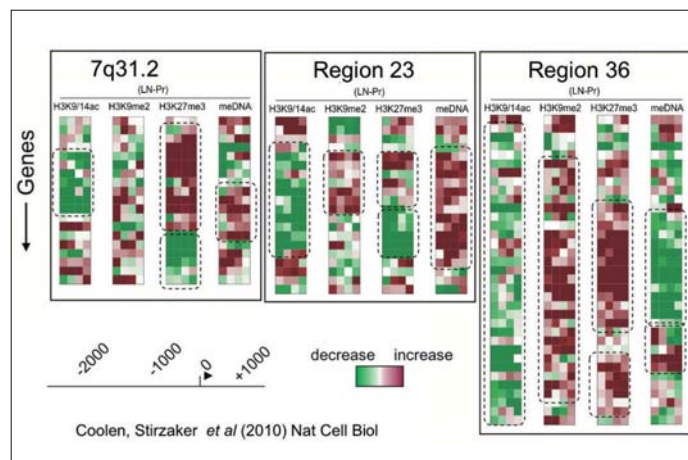 7q31.2
(LN-Pr)
H3K9/14ac H3K9me2 H3K27me3 meDNA
Region 23
(LN-Pr)
H3K9/14ac H3K9me2 H3K27me3 meDNA
Region 36
(LN-Pr)
H3K9/14ac H3K9me2 H3K27me3 meDNA
Genes
-2000 -1000 0 +1000
decrease increase
Coolen, Stirzaker et al (2010) Nat Cell Biol